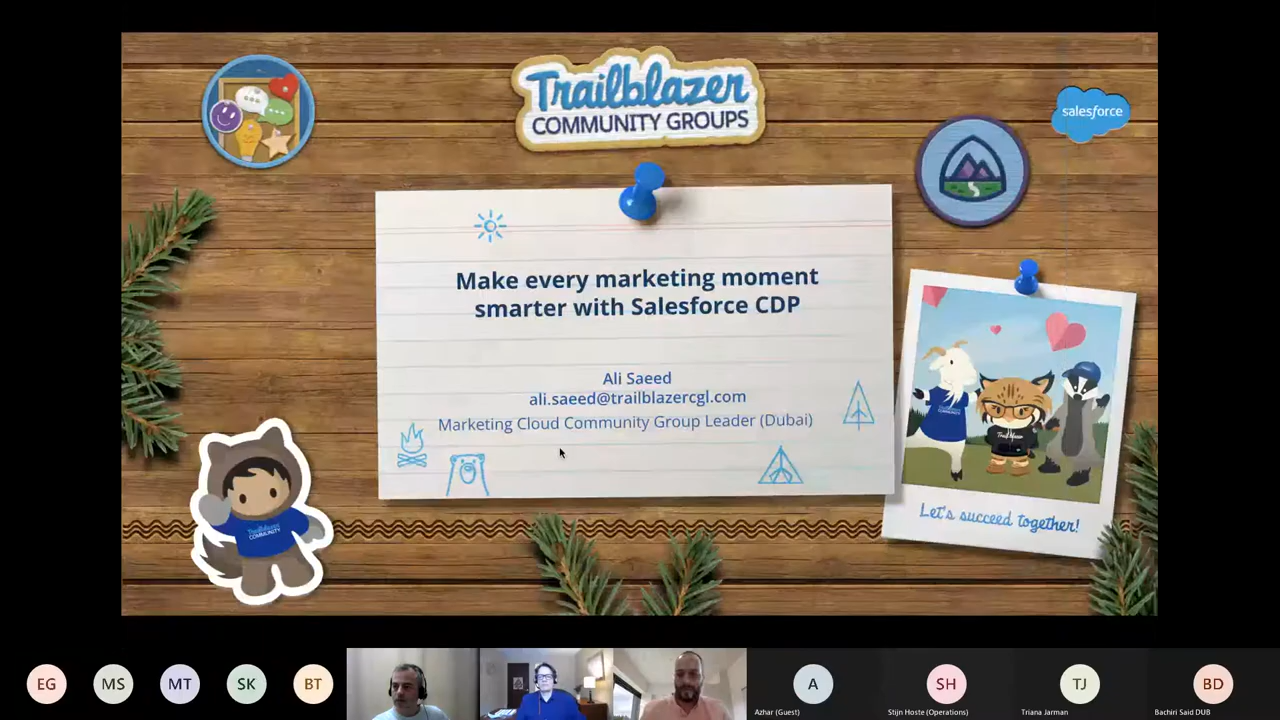 Trailblazer
COMMUNITY GROUPS
salesforce
Make every marketing moment
smarter with Salesforce CDP
Ali Saeed
ali.saeed@trailblazercgl.com
Marketing Cloud Community Group Leader (Dubai)
Let's succeed together!
Trailblazer
COMMUNITY
EG
MS
MT
SK
BT
A
SH
TJ
BD
Azhar (Guest)
Stijn Hoste (Operations)
Triana Jarman
Bachiri Said DUB